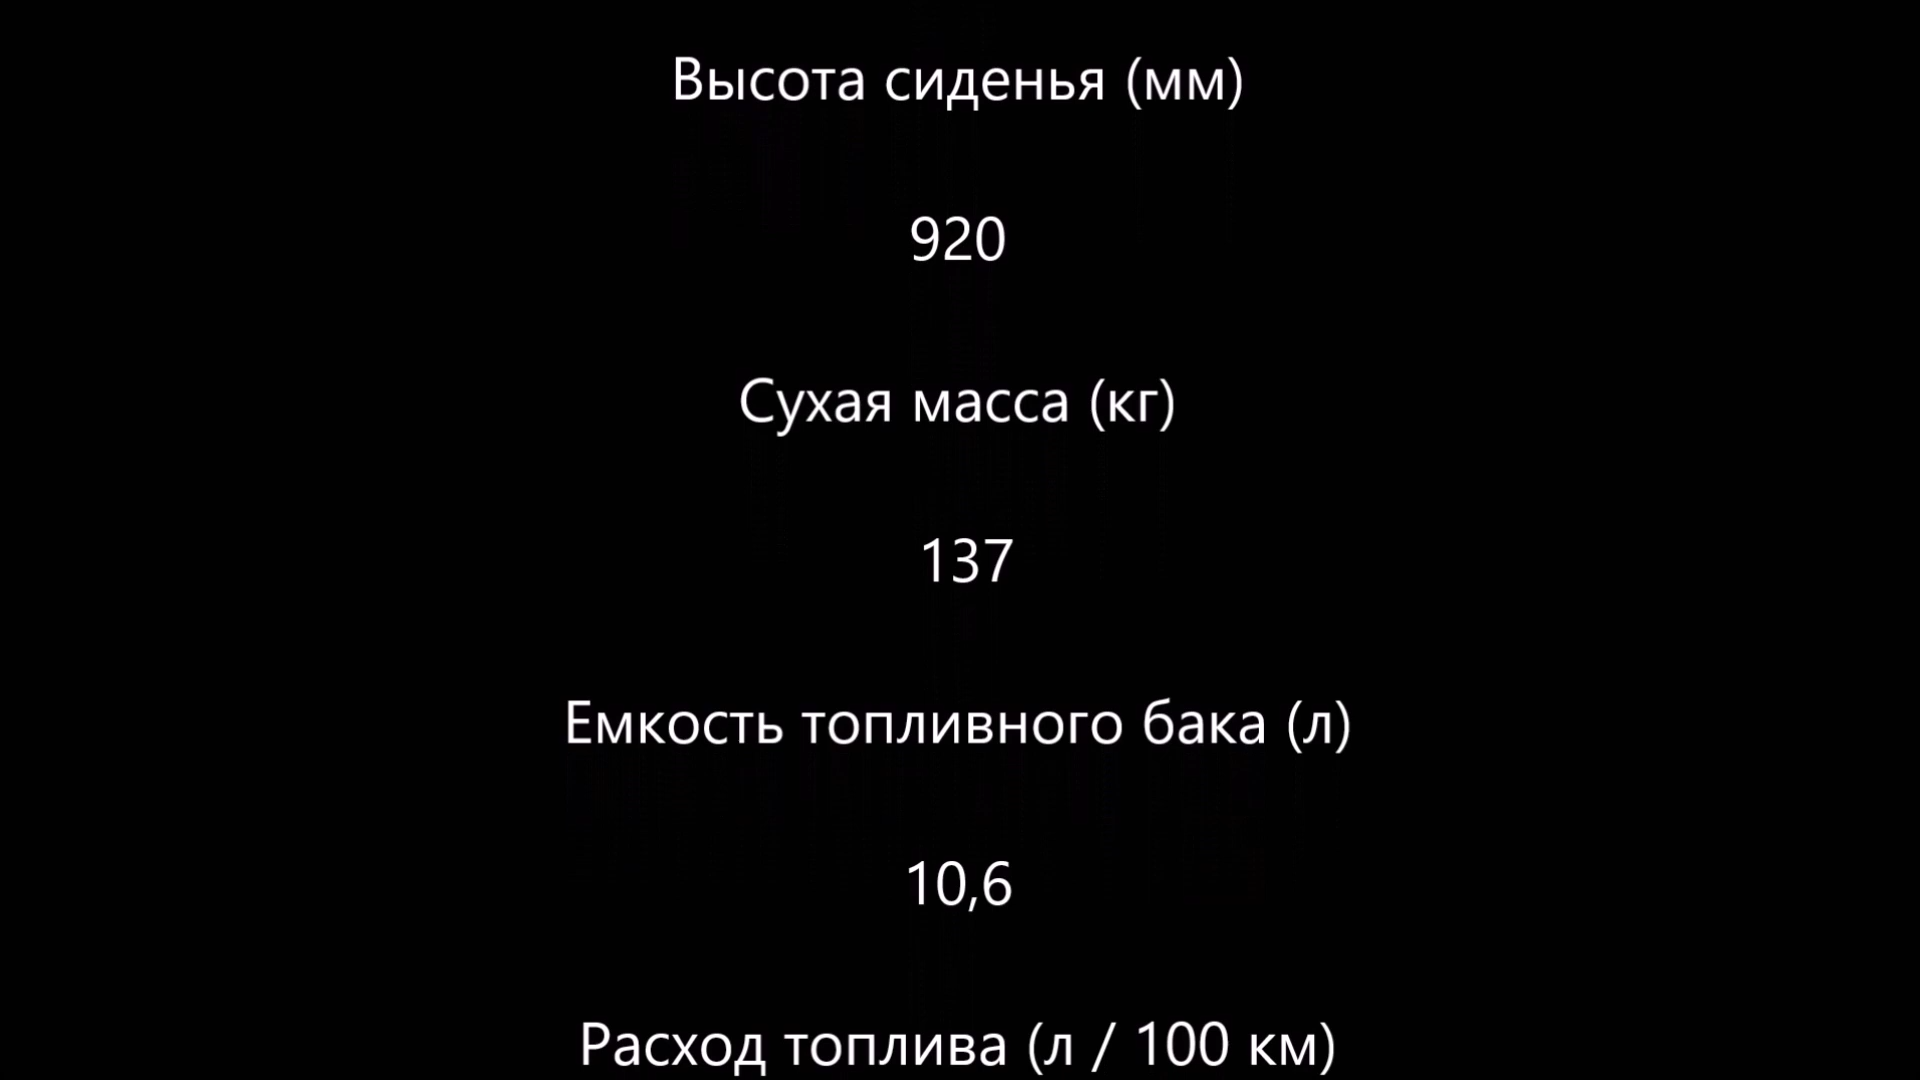 Высота сиденья (мм)
920
Сухая масса (кг)
137
Емкость топливного бака (л)
10,6
Расход топлива (л / 100 км)